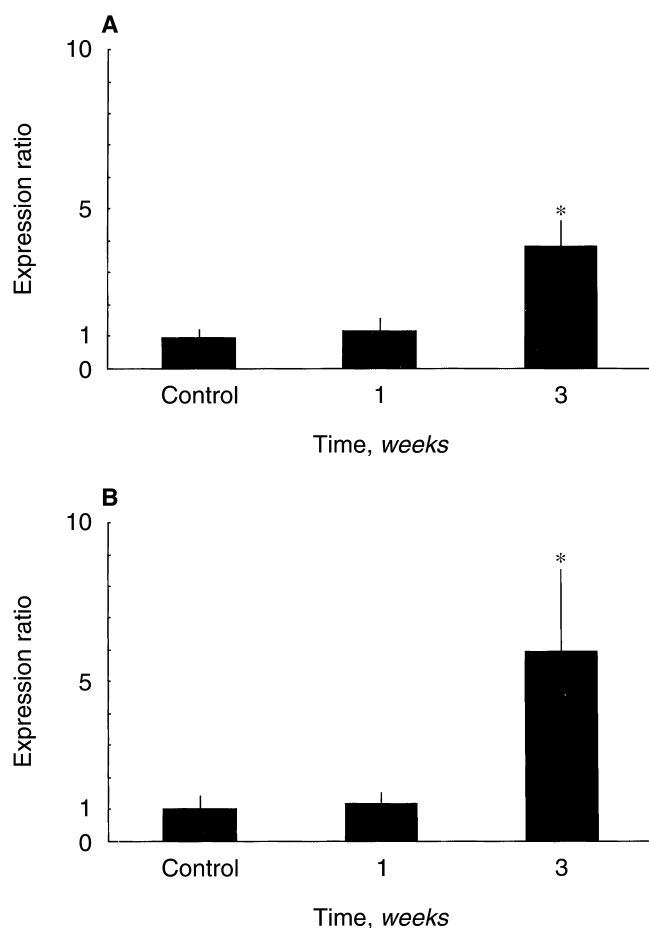 A
10
5
1
0
Expression ratio
*
Control 1 3
Time, weeks
B
10
5
1
0
Expression ratio
*
Control 1 3
Time, weeks